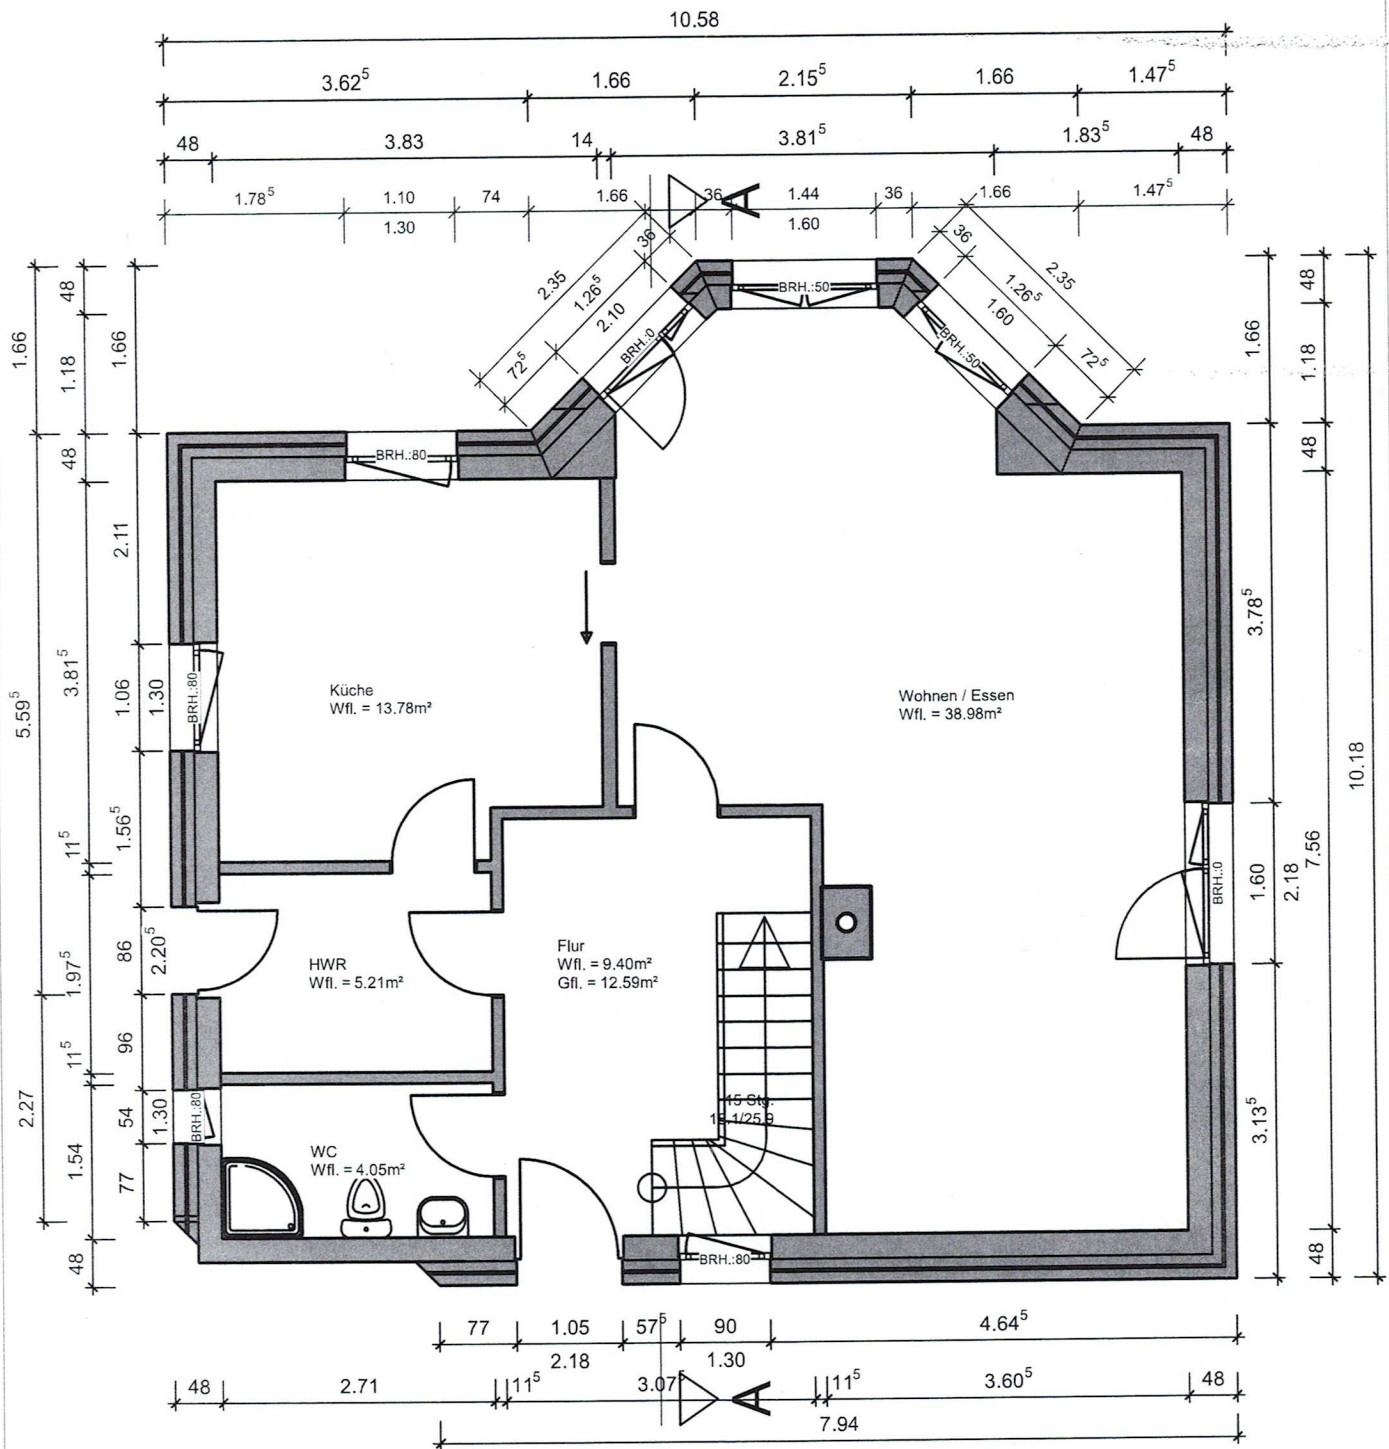 10.58
3.62⁵ 1.66 2.15⁵ 1.66 1.47⁵
48 3.83 14 3.81⁵ 1.83⁵ 48
1.78⁵ 1.10 74 1.66 36 A 1.44 36 1.66 1.47⁵
1.30 1.60
2.35 36
1.26⁵
2.10
72⁵
36 2.35
1.26⁵
1.60
72⁵
BRH.:0
BRH.:50
BRH.:50
BRH.:80
1.66
5.59⁵
2.27
48
1.18
48
3.81⁵
11⁵
1.97⁵
11⁵
1.54
48
1.66
2.11
1.06
1.30
1.56⁵
86
2.20⁵
96
54
1.30
77
BRH.:80
BRH.:80
Küche
Wfl. = 13.78m²
Wohnen / Essen
Wfl. = 38.98m²
HWR
Wfl. = 5.21m²
Flur
Wfl. = 9.40m²
Gfl. = 12.59m²
15 Stg.
WC
Wfl. = 4.05m²
BRH.:80
BRH.:0
1.66
3.78⁵
1.60
2.18
3.13⁵
48
1.18
48
7.56
48
10.18
77 1.05 57⁵ 90 4.64⁵
2.18 1.30
48 2.71 11⁵ 3.07⁵ A 11⁵ 3.60⁵ 48
7.94